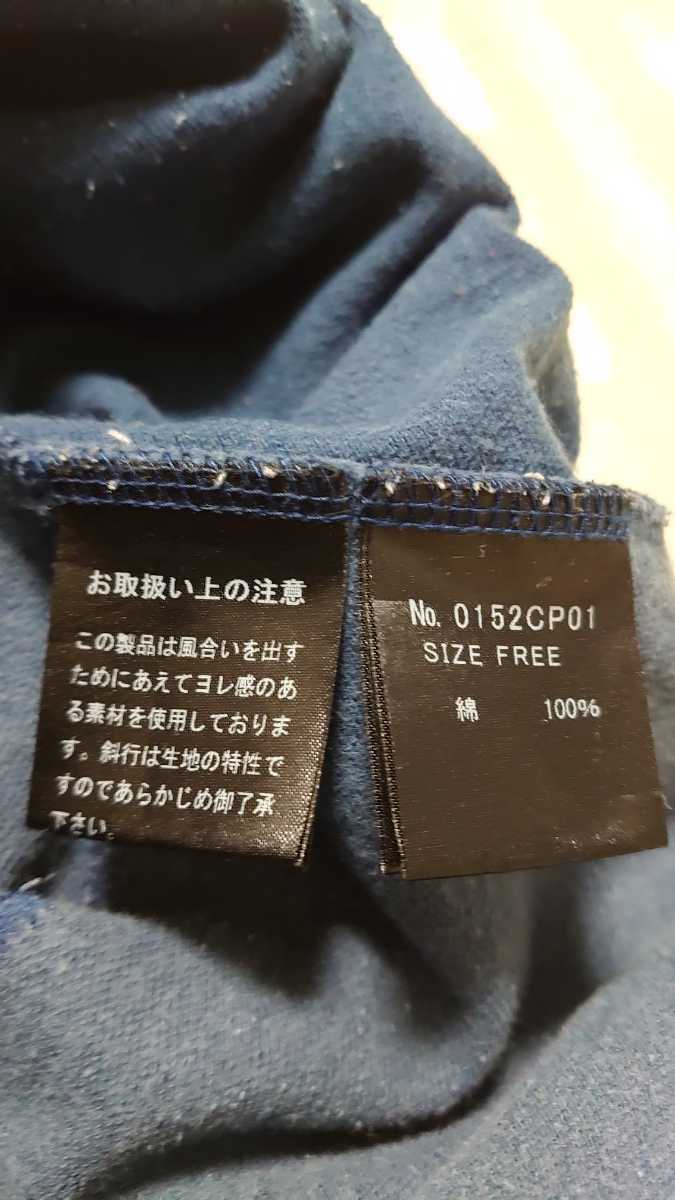 お取扱い上の注意
この製品は風合いを出す
ためにあえてヨレ感のあ
る素材を使用しておりま
す。斜行は生地の特性で
すのであらかじめ御了承
下さい。
No. 0152CP01
SIZE FREE
綿 100%